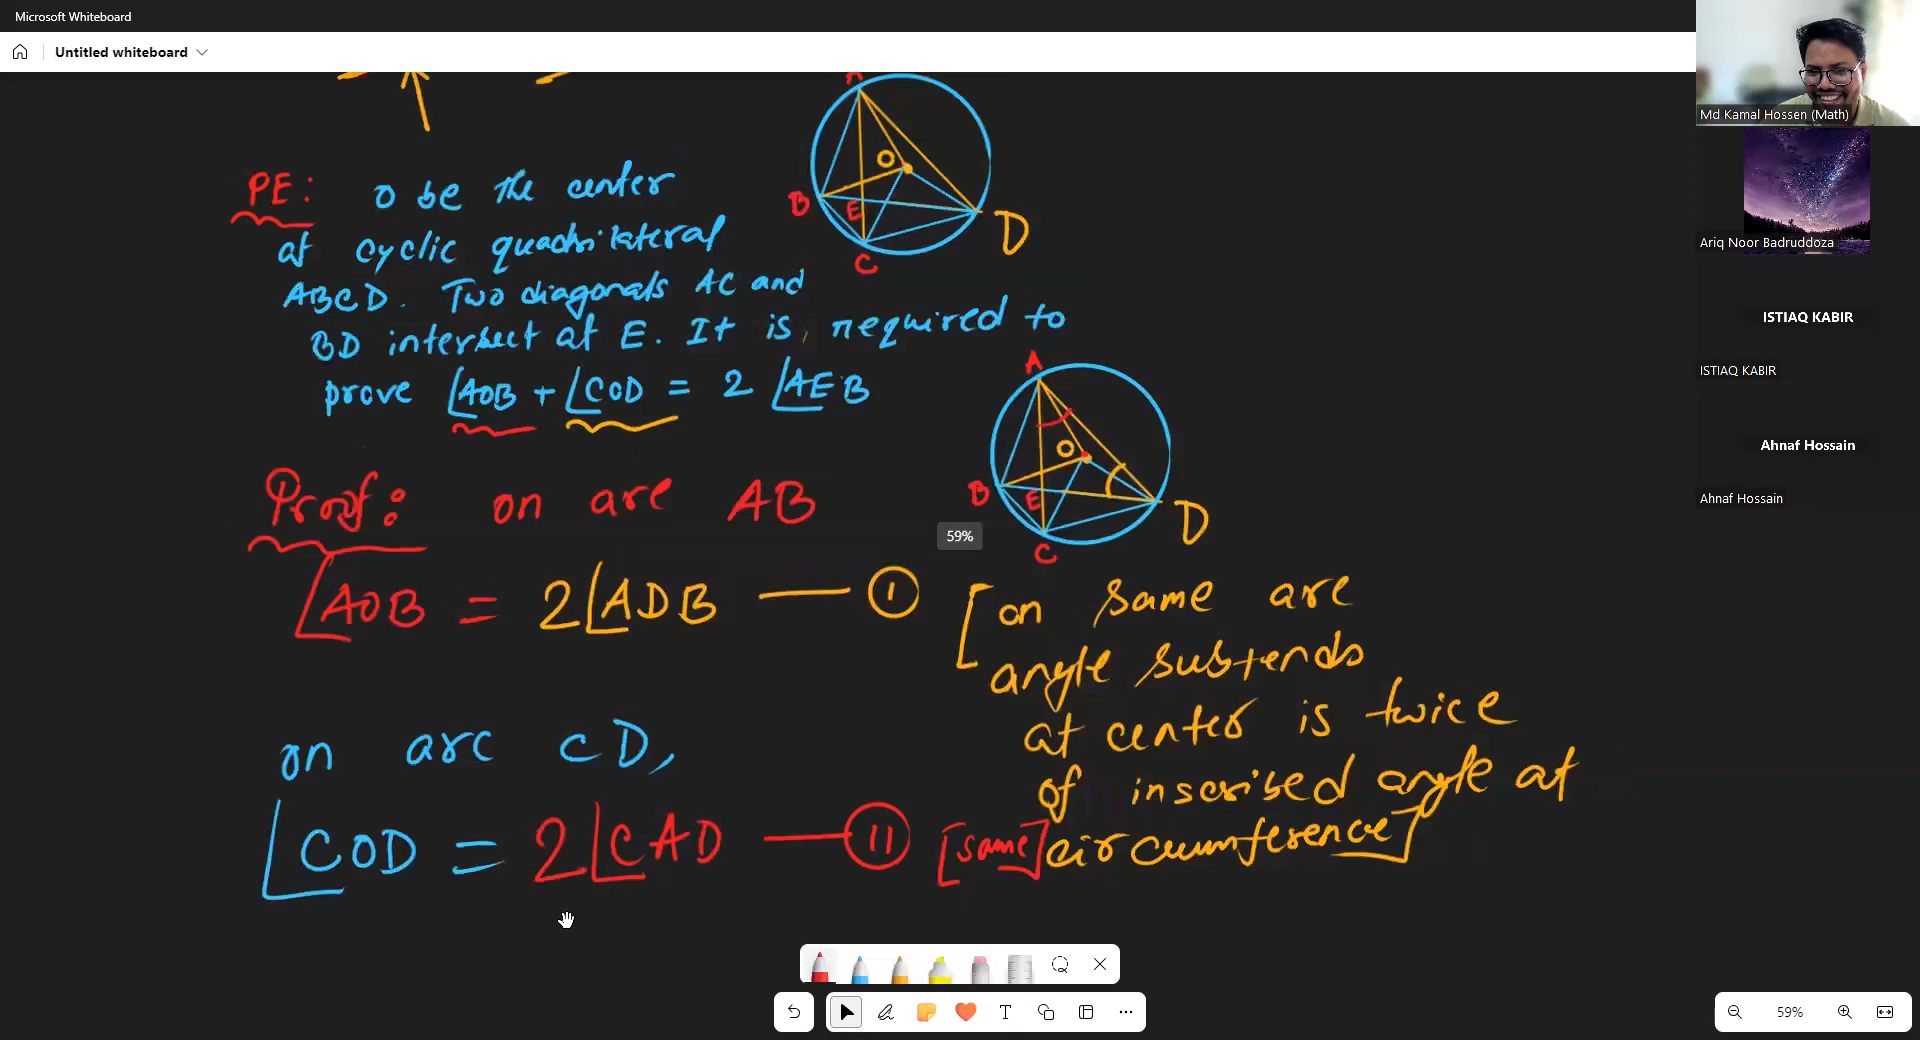 Microsoft Whiteboard
Untitled whiteboard
A
O
B
E
D
C
PE: O be the center
of cyclic quadrilateral
ABCD. Two diagonals AC and
BD intersect at E. It is, required to
prove ∠AOB + ∠COD = 2 ∠AEB
A
O
B
E
D
C
Proof: on arc AB
59%
∠AOB = 2∠ADB — ①
[on same arc
angle substends
at center is twice
of inscribed angle at
circumference]
on arc CD,
∠COD = 2∠CAD — ⑪ [same]
Md Kamal Hossen (Math)
Ariq Noor Badruddoza
ISTIAQ KABIR
ISTIAQ KABIR
Ahnaf Hossain
Ahnaf Hossain
T
59%